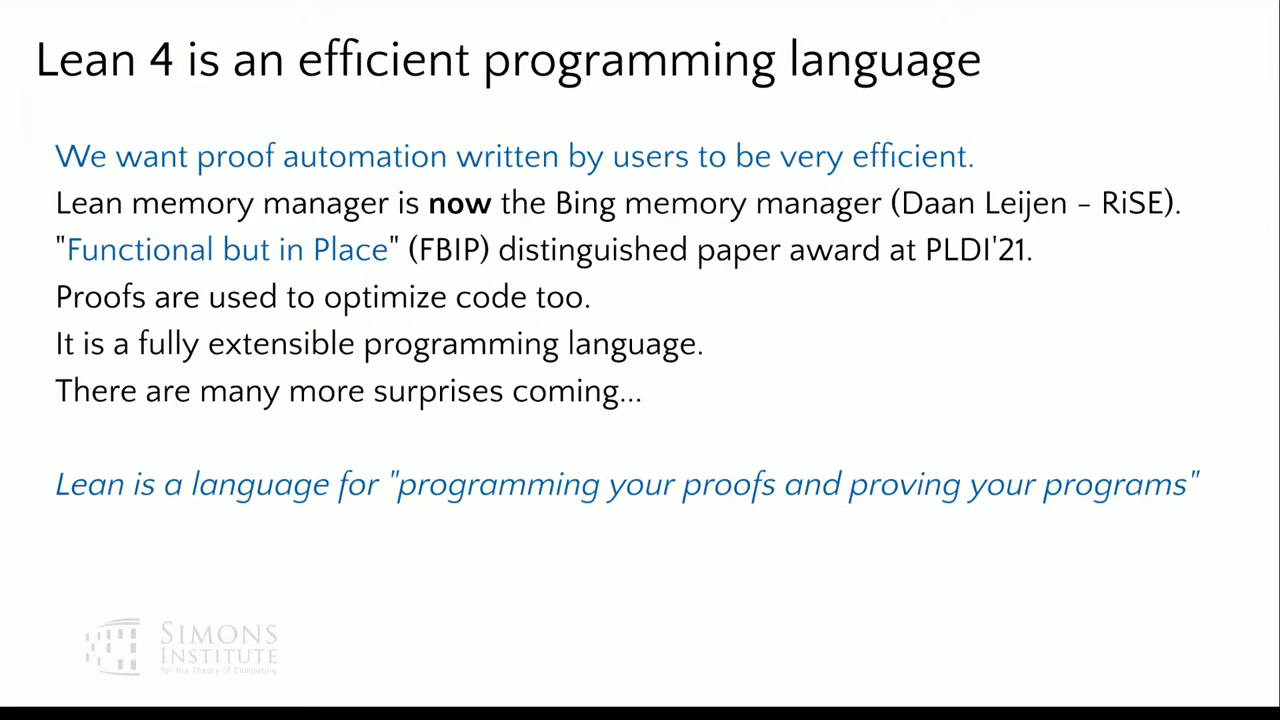 Lean 4 is an efficient programming language
We want proof automation written by users to be very efficient.
Lean memory manager is now the Bing memory manager (Daan Leijen – RiSE).
"Functional but in Place" (FBIP) distinguished paper award at PLDI'21.
Proofs are used to optimize code too.
It is a fully extensible programming language.
There are many more surprises coming...
Lean is a language for "programming your proofs and proving your programs"
SIMONS
INSTITUTE
for the Theory of Computing